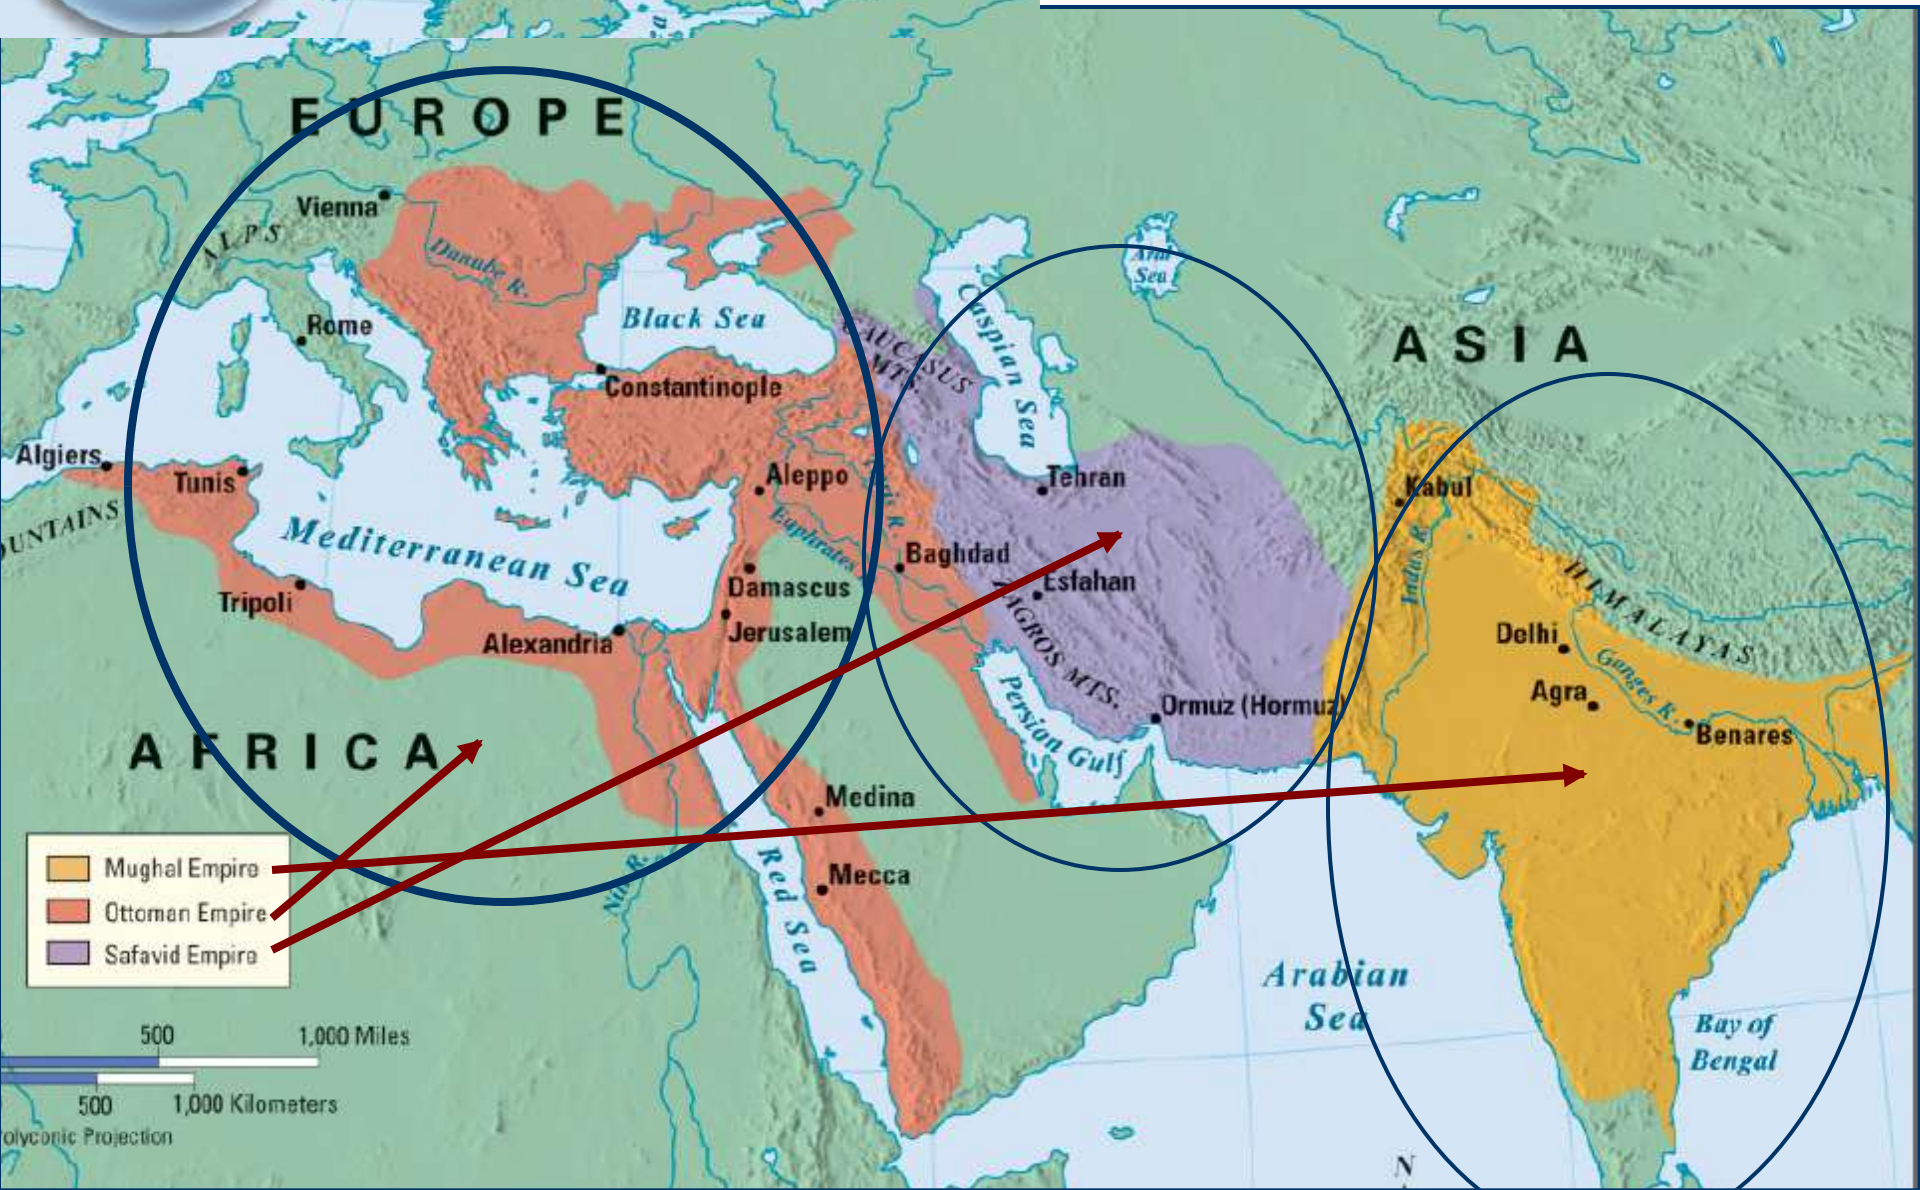 EUROPE
Vienna
ALPS
Danube R.
Rome
Black Sea
Constantinople
CAUCASUS
MTS.
Caspian Sea
Aral
Sea
ASIA
Algiers
Tunis
Aleppo
Tehran
Kabul
Mediterranean Sea
Euphrates
Baghdad
Esfahan
Indus R.
HIMALAYAS
Damascus
Tripoli
Jerusalem
Alexandria
ZAGROS MTS.
Delhi
Ganges R.
Agra
Persian Gulf
Ormuz (Hormuz)
Benares
AFRICA
Medina
Mecca
Red Sea
Nile R.
Mughal Empire
Ottoman Empire
Safavid Empire
Arabian
Sea
Bay of
Bengal
500 1,000 Miles
500 1,000 Kilometers
Projection
N